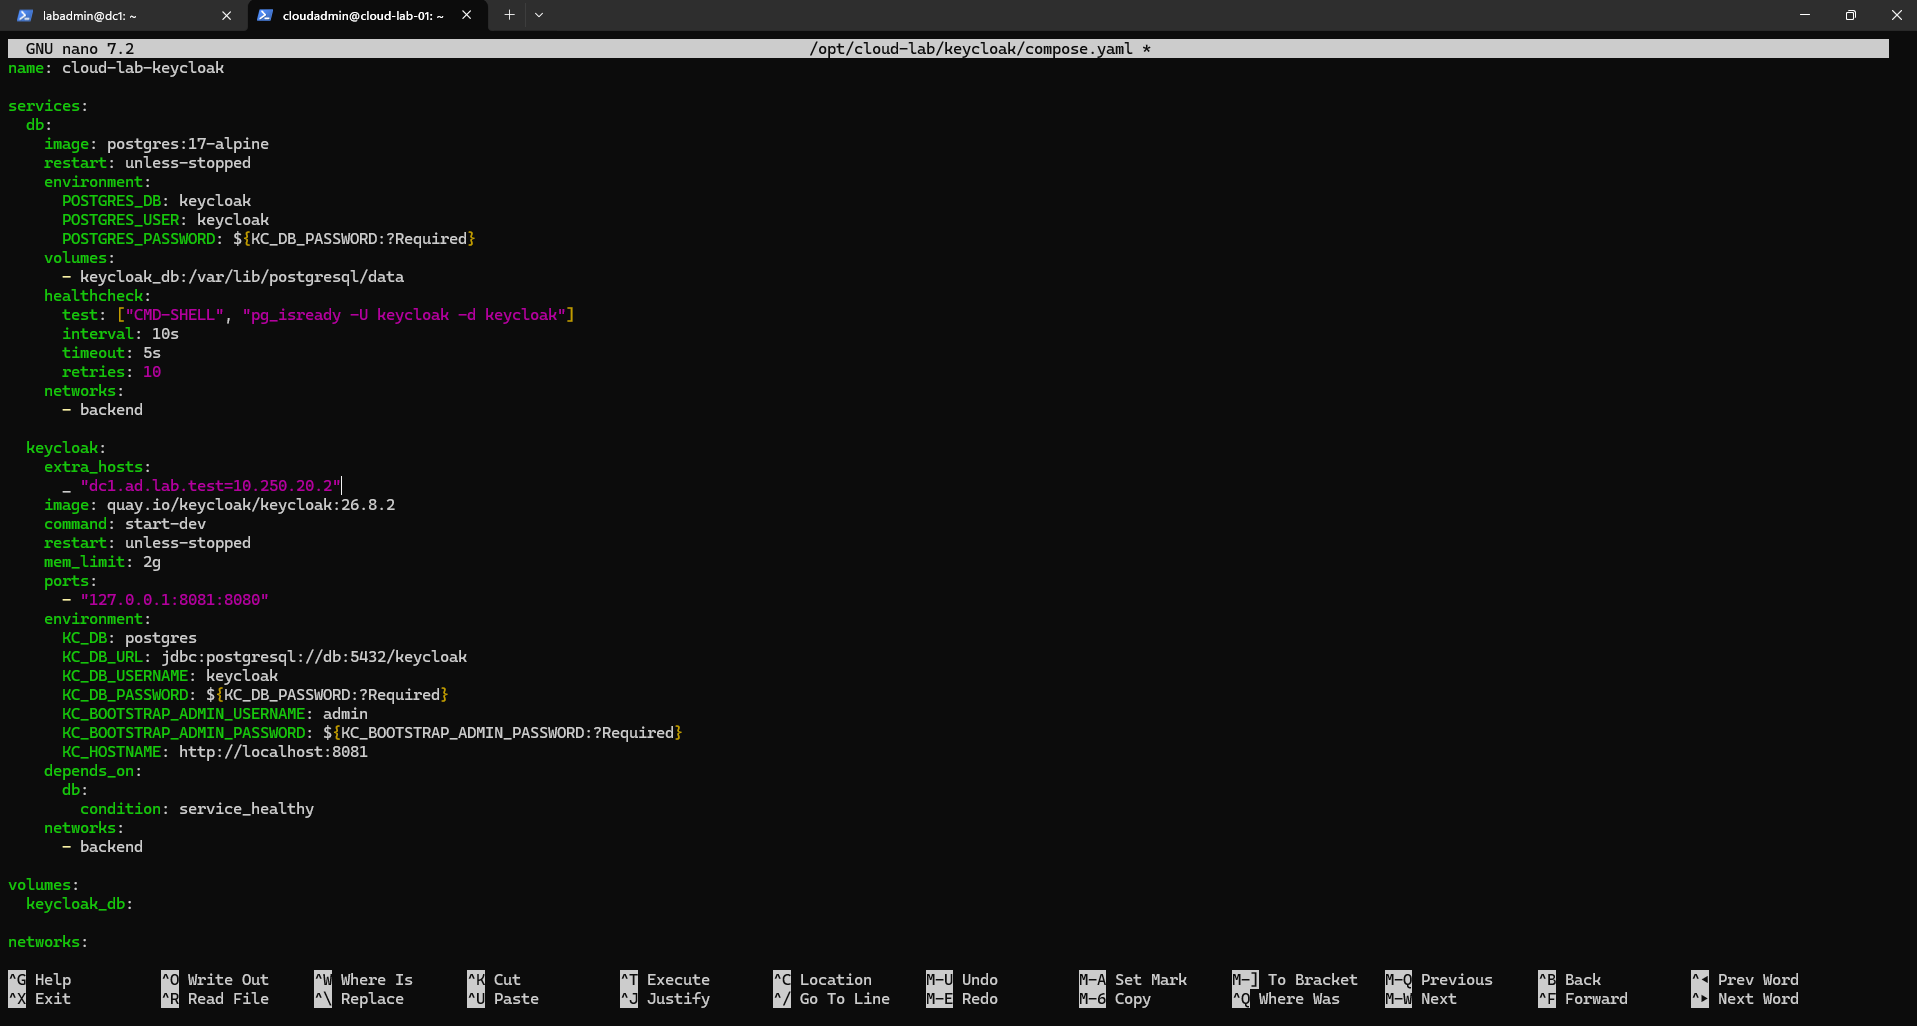 labadmin@dc1: ~
cloudadmin@cloud-lab-01: ~
GNU nano 7.2 /opt/cloud-lab/keycloak/compose.yaml *
name: cloud-lab-keycloak

services:
  db:
    image: postgres:17-alpine
    restart: unless-stopped
    environment:
      POSTGRES_DB: keycloak
      POSTGRES_USER: keycloak
      POSTGRES_PASSWORD: ${KC_DB_PASSWORD:?Required}
    volumes:
      - keycloak_db:/var/lib/postgresql/data
    healthcheck:
      test: ["CMD-SHELL", "pg_isready -U keycloak -d keycloak"]
      interval: 10s
      timeout: 5s
      retries: 10
    networks:
      - backend

  keycloak:
    extra_hosts:
      _ "dc1.ad.lab.test=10.250.20.2"
    image: quay.io/keycloak/keycloak:26.8.2
    command: start-dev
    restart: unless-stopped
    mem_limit: 2g
    ports:
      - "127.0.0.1:8081:8080"
    environment:
      KC_DB: postgres
      KC_DB_URL: jdbc:postgresql://db:5432/keycloak
      KC_DB_USERNAME: keycloak
      KC_DB_PASSWORD: ${KC_DB_PASSWORD:?Required}
      KC_BOOTSTRAP_ADMIN_USERNAME: admin
      KC_BOOTSTRAP_ADMIN_PASSWORD: ${KC_BOOTSTRAP_ADMIN_PASSWORD:?Required}
      KC_HOSTNAME: http://localhost:8081
    depends_on:
      db:
        condition: service_healthy
    networks:
      - backend

volumes:
  keycloak_db:

networks:

^G Help ^O Write Out ^W Where Is ^K Cut ^T Execute ^C Location M-U Undo M-A Set Mark M-] To Bracket M-Q Previous ^B Back ^◂ Prev Word
^X Exit ^R Read File ^\ Replace ^U Paste ^J Justify ^/ Go To Line M-E Redo M-6 Copy ^Q Where Was M-W Next ^F Forward ^▸ Next Word